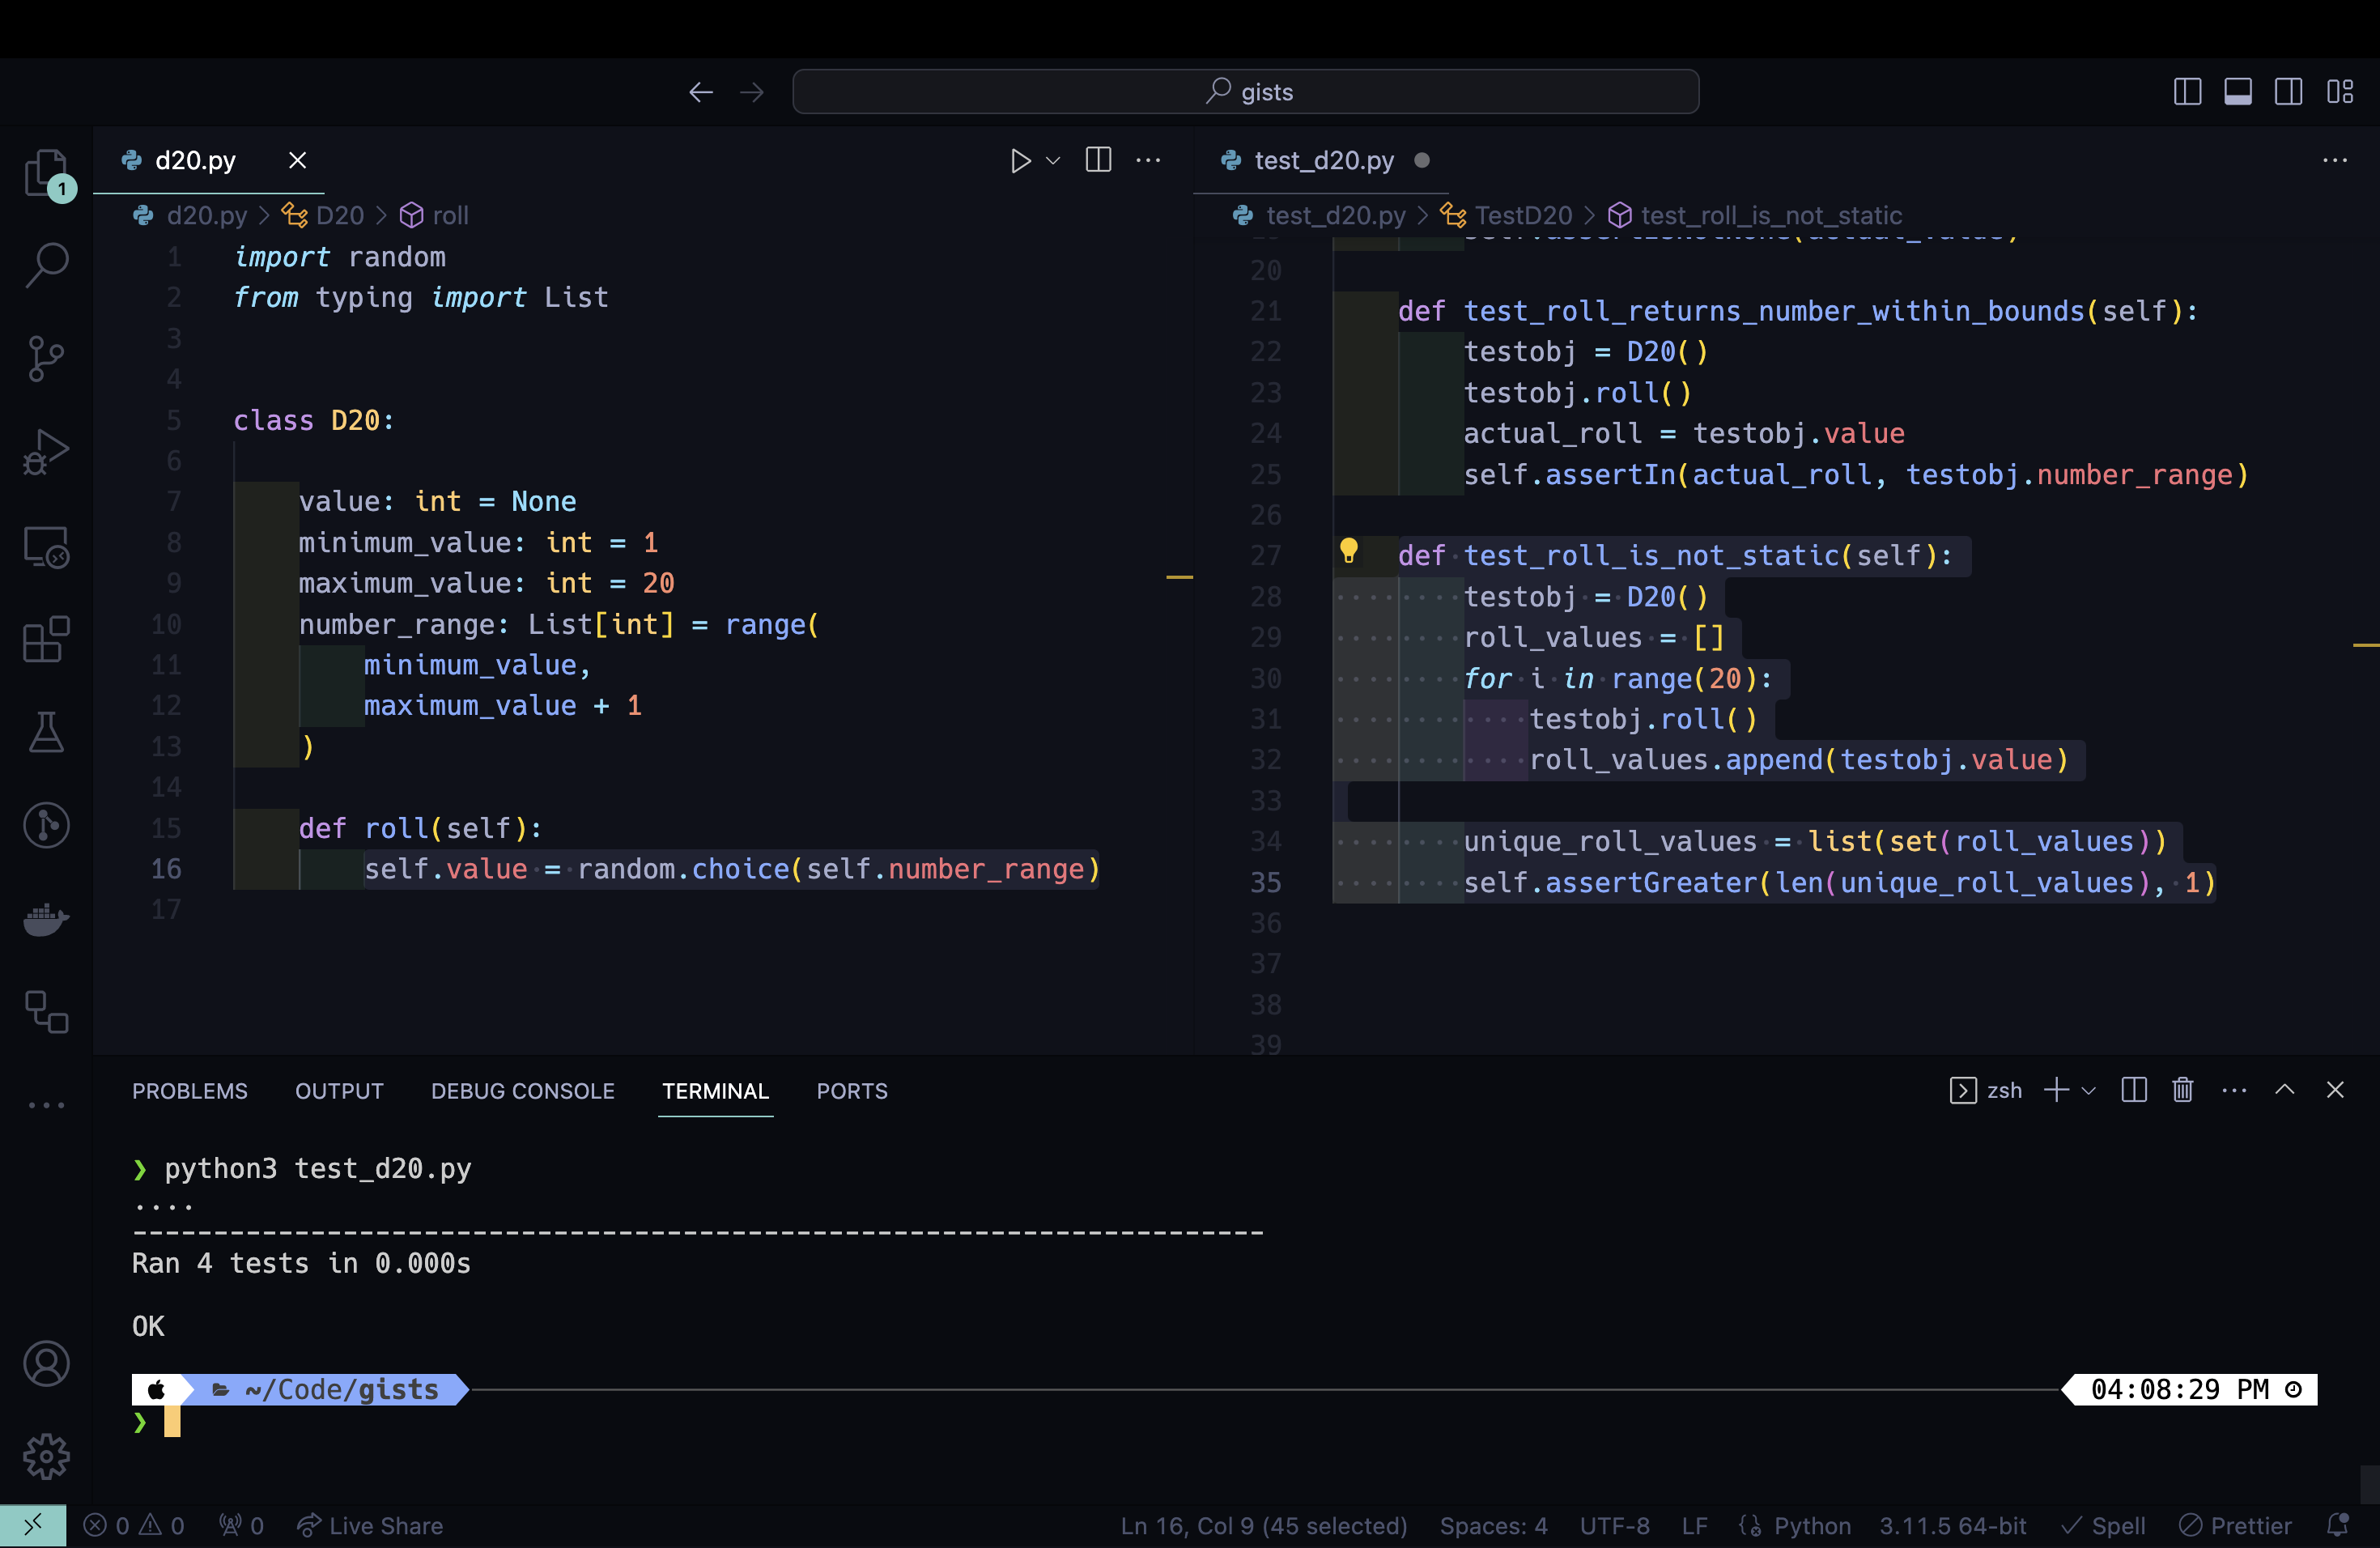 gists
d20.py
test_d20.py
1
d20.py > D20 > roll
test_d20.py > TestD20 > test_roll_is_not_static
1 import random
2 from typing import List
3
4
5 class D20:
6
7 value: int = None
8 minimum_value: int = 1
9 maximum_value: int = 20
10 number_range: List[int] = range(
11 minimum_value,
12 maximum_value + 1
13 )
14
15 def roll(self):
16 self.value = random.choice(self.number_range)
17
20
21 def test_roll_returns_number_within_bounds(self):
22 testobj = D20()
23 testobj.roll()
24 actual_roll = testobj.value
25 self.assertIn(actual_roll, testobj.number_range)
26
27 def test_roll_is_not_static(self):
28 testobj = D20()
29 roll_values = []
30 for i in range(20):
31 testobj.roll()
32 roll_values.append(testobj.value)
33
34 unique_roll_values = list(set(roll_values))
35 self.assertGreater(len(unique_roll_values), 1)
36
37
38
39
PROBLEMS OUTPUT DEBUG CONSOLE TERMINAL PORTS
zsh
❯ python3 test_d20.py
....
----------------------------------------------------------------------
Ran 4 tests in 0.000s
OK
~/Code/gists
04:08:29 PM
❯
0 0 0 Live Share
Ln 16, Col 9 (45 selected) Spaces: 4 UTF-8 LF Python 3.11.5 64-bit Spell Prettier